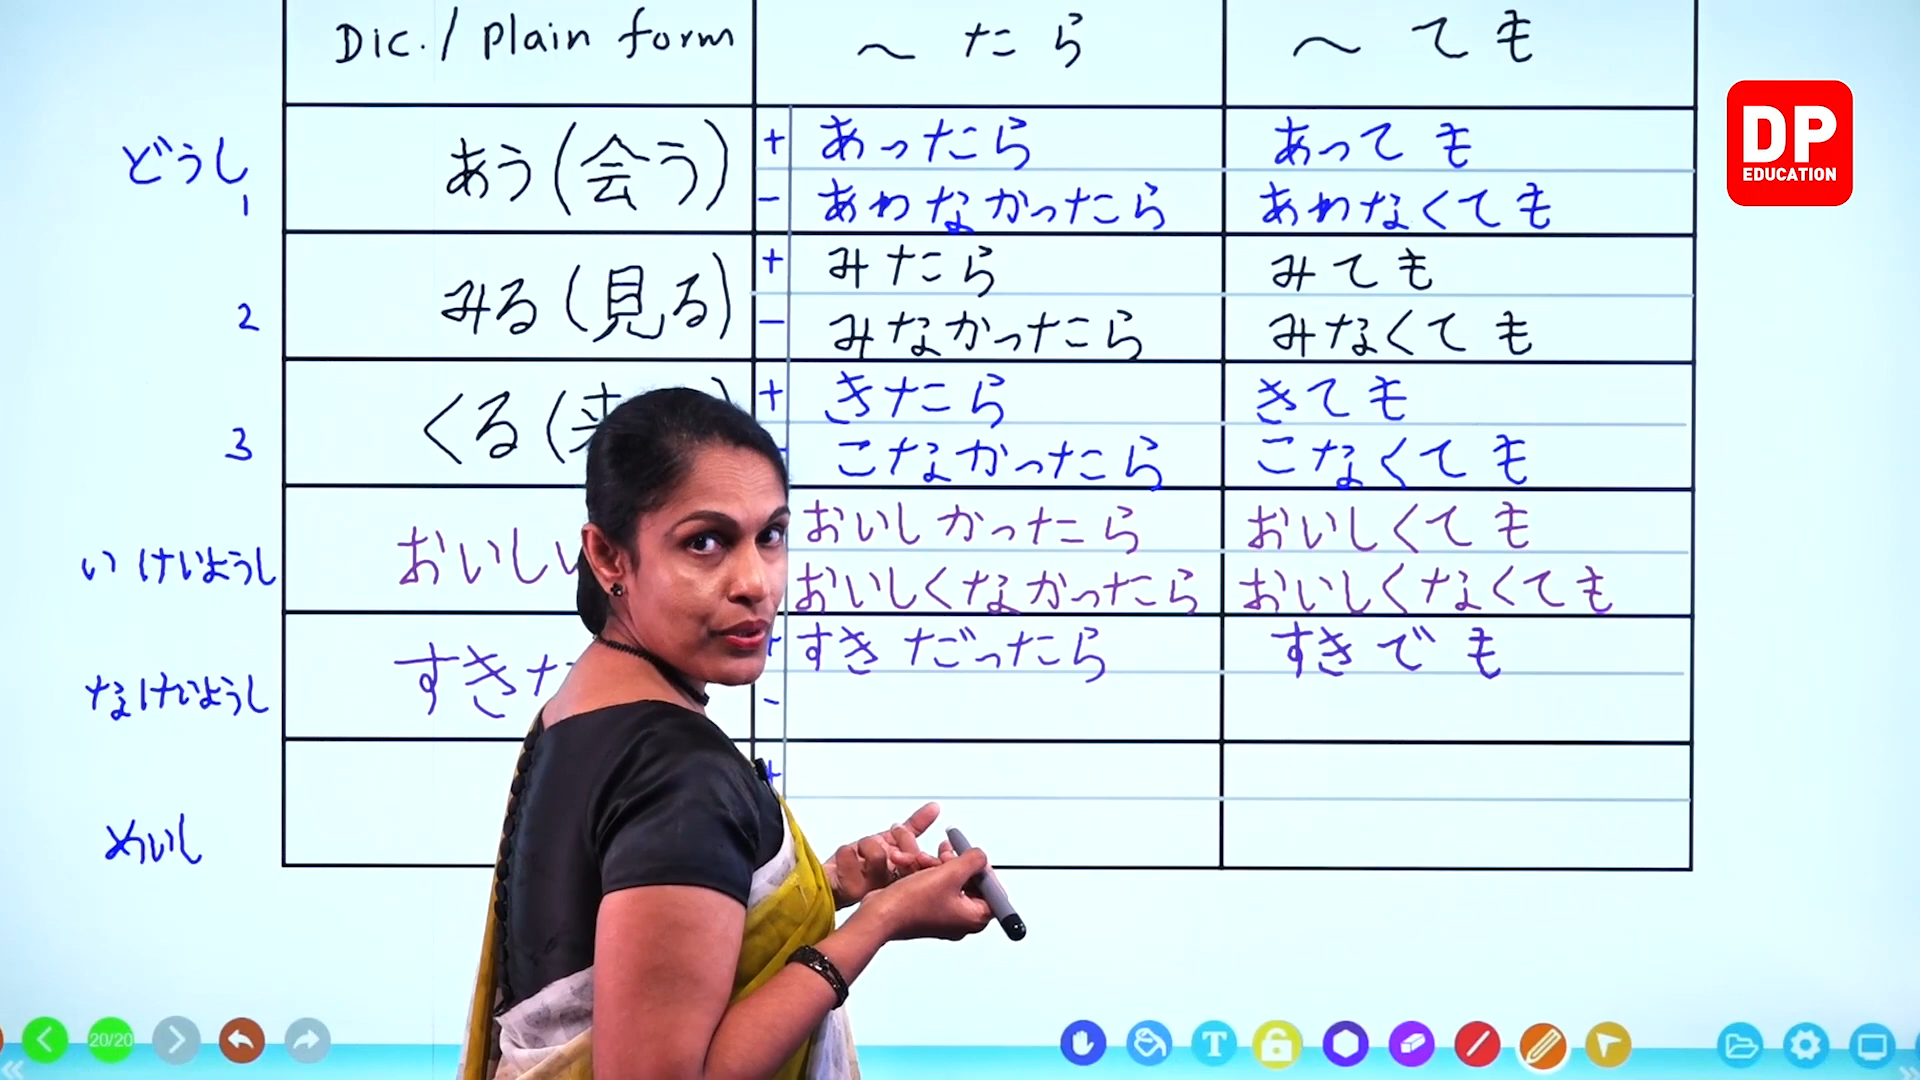 Dic. / Plain form ～ たら ～ ても
DP
EDUCATION
どうし
1
あう (会う) + あったら あっても
- あわなかったら あわなくても
2
みる (見る) + みたら みても
- みなかったら みなくても
3
くる (来 + きたら きても
こなかったら こなくても
い けいようし
おいしい おいしかったら おいしくても
おいしくなかったら おいしくなくても
な けいようし
すきな + すき だったら すき でも
-
めいし
+
20/20
T